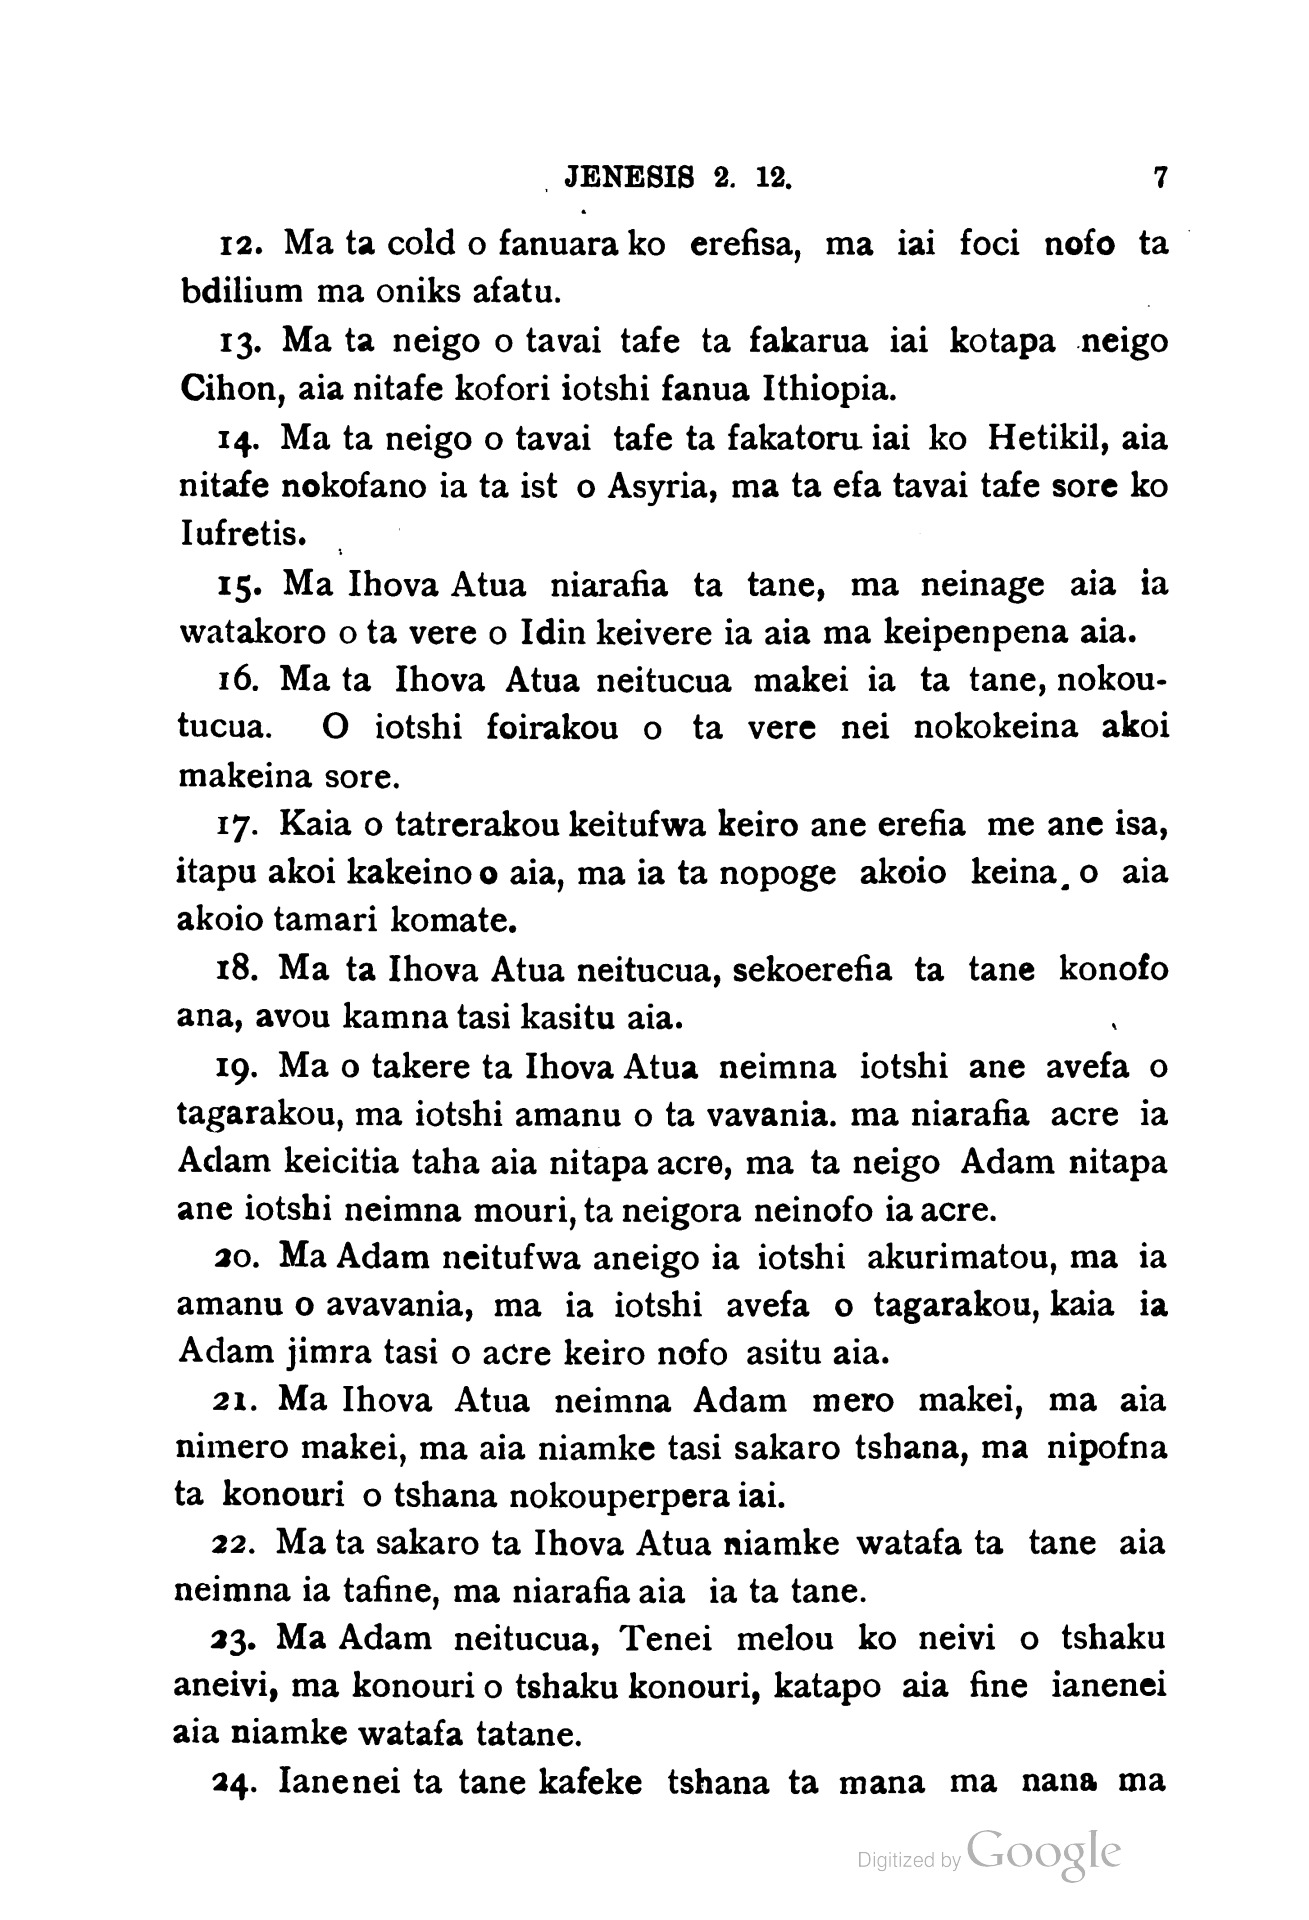 JENESIS 2. 12. 7
12. Ma ta cold o fanuara ko erefisa, ma iai foci nofo ta
bdilium ma oniks afatu.
13. Ma ta neigo o tavai tafe ta fakarua iai kotapa neigo
Cihon, aia nitafe kofori iotshi fanua Ithiopia.
14. Ma ta neigo o tavai tafe ta fakatoru iai ko Hetikil, aia
nitafe nokofano ia ta ist o Asyria, ma ta efa tavai tafe sore ko
Iufretis.
15. Ma Ihova Atua niarafia ta tane, ma neinage aia ia
watakoro o ta vere o Idin keivere ia aia ma keipenpena aia.
16. Ma ta Ihova Atua neitucua makei ia ta tane, nokou-
tucua. O iotshi foirakou o ta vere nei nokokeina akoi
makeina sore.
17. Kaia o tatrerakou keitufwa keiro ane erefia me ane isa,
itapu akoi kakeino o aia, ma ia ta nopoge akoio keina. o aia
akoio tamari komate.
18. Ma ta Ihova Atua neitucua, sekoerefia ta tane konofo
ana, avou kamna tasi kasitu aia.
19. Ma o takere ta Ihova Atua neimna iotshi ane avefa o
tagarakou, ma iotshi amanu o ta vavania. ma niarafia acre ia
Adam keicitia taha aia nitapa acre, ma ta neigo Adam nitapa
ane iotshi neimna mouri, ta neigora neinofo ia acre.
20. Ma Adam neitufwa aneigo ia iotshi akurimatou, ma ia
amanu o avavania, ma ia iotshi avefa o tagarakou, kaia ia
Adam jimra tasi o acre keiro nofo asitu aia.
21. Ma Ihova Atua neimna Adam mero makei, ma aia
nimero makei, ma aia niamke tasi sakaro tshana, ma nipofna
ta konouri o tshana nokouperpera iai.
22. Ma ta sakaro ta Ihova Atua niamke watafa ta tane aia
neimna ia tafine, ma niarafia aia ia ta tane.
23. Ma Adam neitucua, Tenei melou ko neivi o tshaku
aneivi, ma konouri o tshaku konouri, katapo aia fine ianenei
aia niamke watafa tatane.
24. Ianenei ta tane kafeke tshana ta mana ma nana ma
Digitized by Google